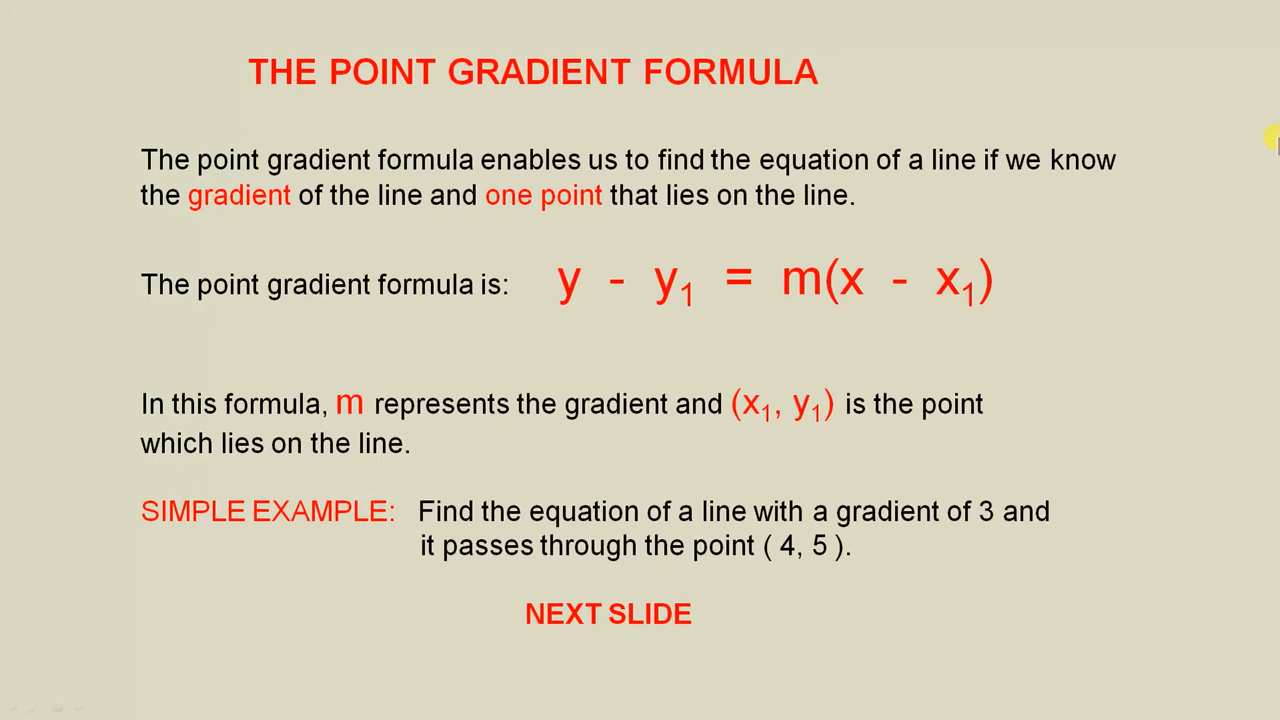 THE POINT GRADIENT FORMULA
The point gradient formula enables us to find the equation of a line if we know
the gradient of the line and one point that lies on the line.
The point gradient formula is: y - y₁ = m(x - x₁)
In this formula, m represents the gradient and (x₁, y₁) is the point
which lies on the line.
SIMPLE EXAMPLE: Find the equation of a line with a gradient of 3 and
it passes through the point ( 4, 5 ).
NEXT SLIDE